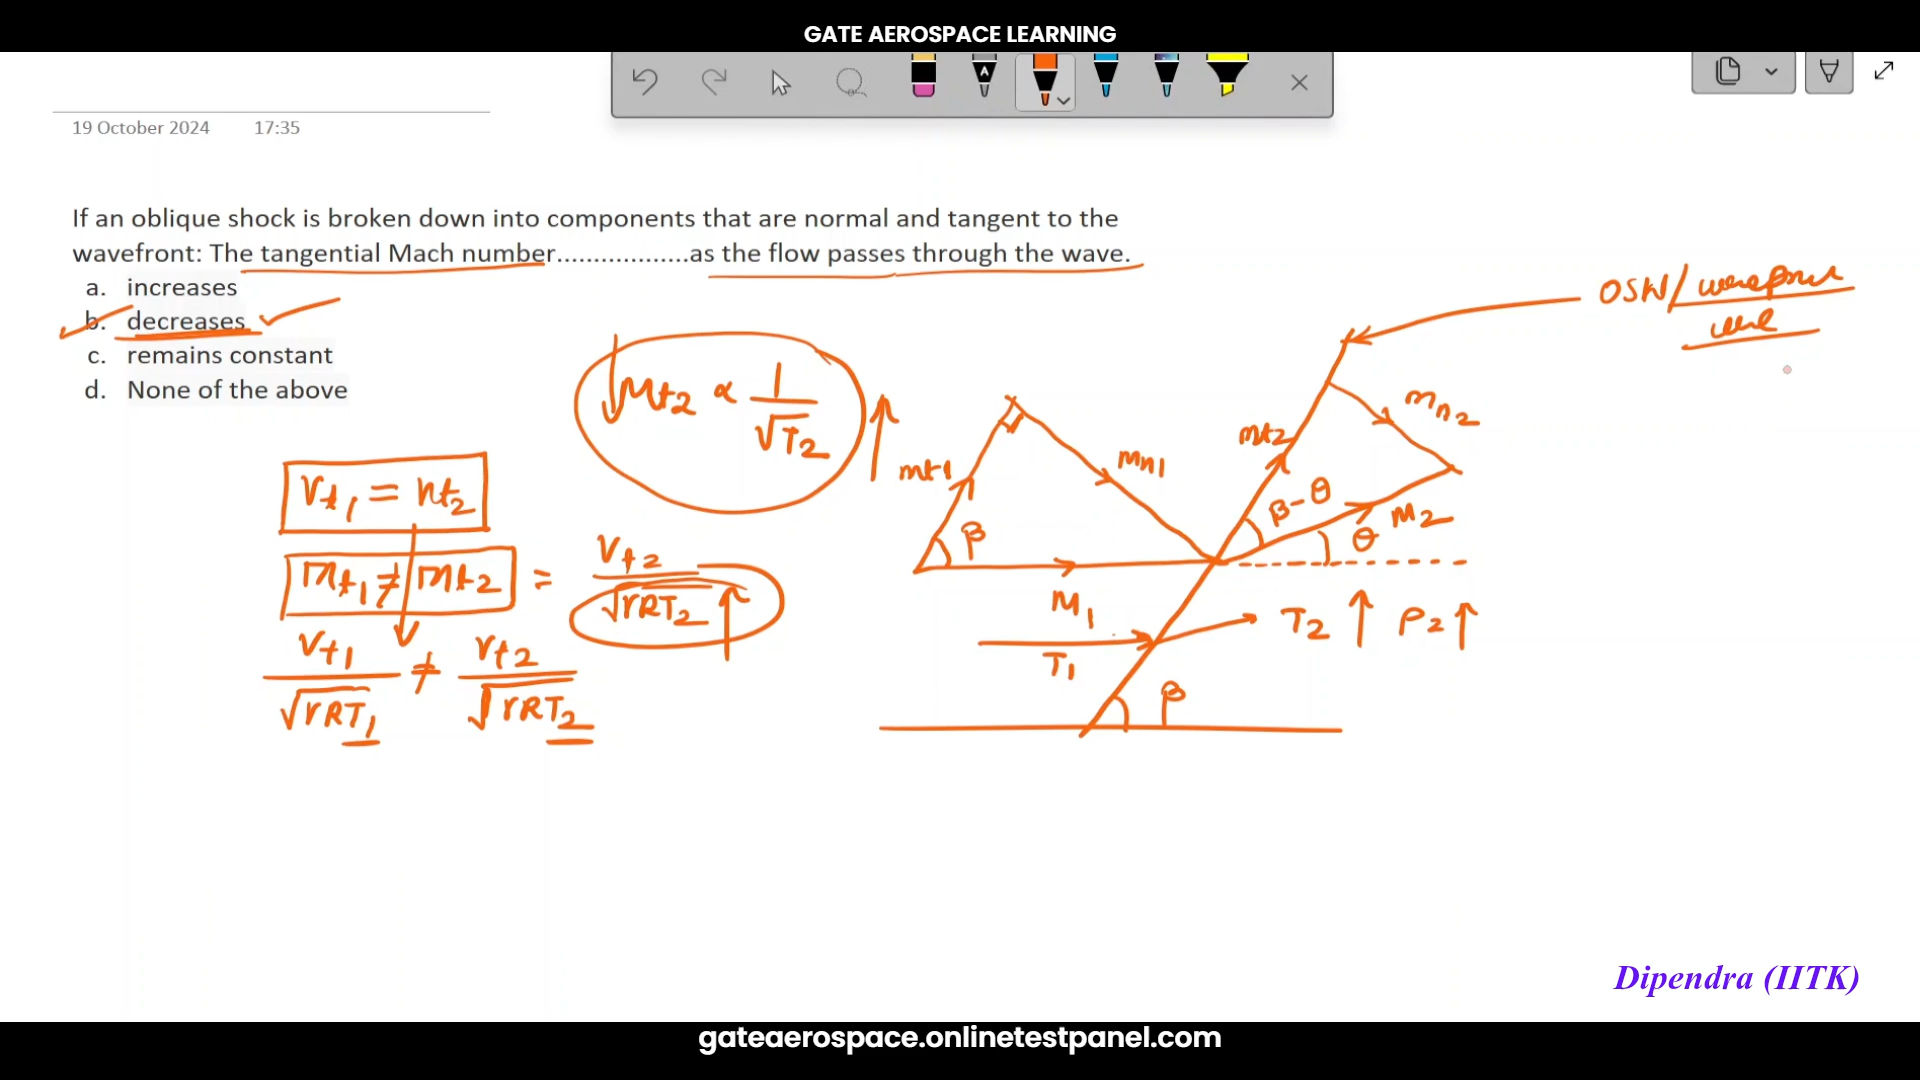 GATE AEROSPACE LEARNING
A
19 October 2024 17:35
If an oblique shock is broken down into components that are normal and tangent to the
wavefront: The tangential Mach number..................as the flow passes through the wave.
a. increases
b. decreases
c. remains constant
d. None of the above
OSW/
Mt2 ∝ 1/√T2
Vt1 = Vt2
Mt1 ≠ Mt2 = Vt2/√γRT2
Vt1/√γRT1 ≠ Vt2/√γRT2
Mt1
Mn1
β
M1
T1
Mt2
Mn2
β-θ
M2
θ
T2 ↑ P2 ↑
β
Dipendra (IITK)
gateaerospace.onlinetestpanel.com